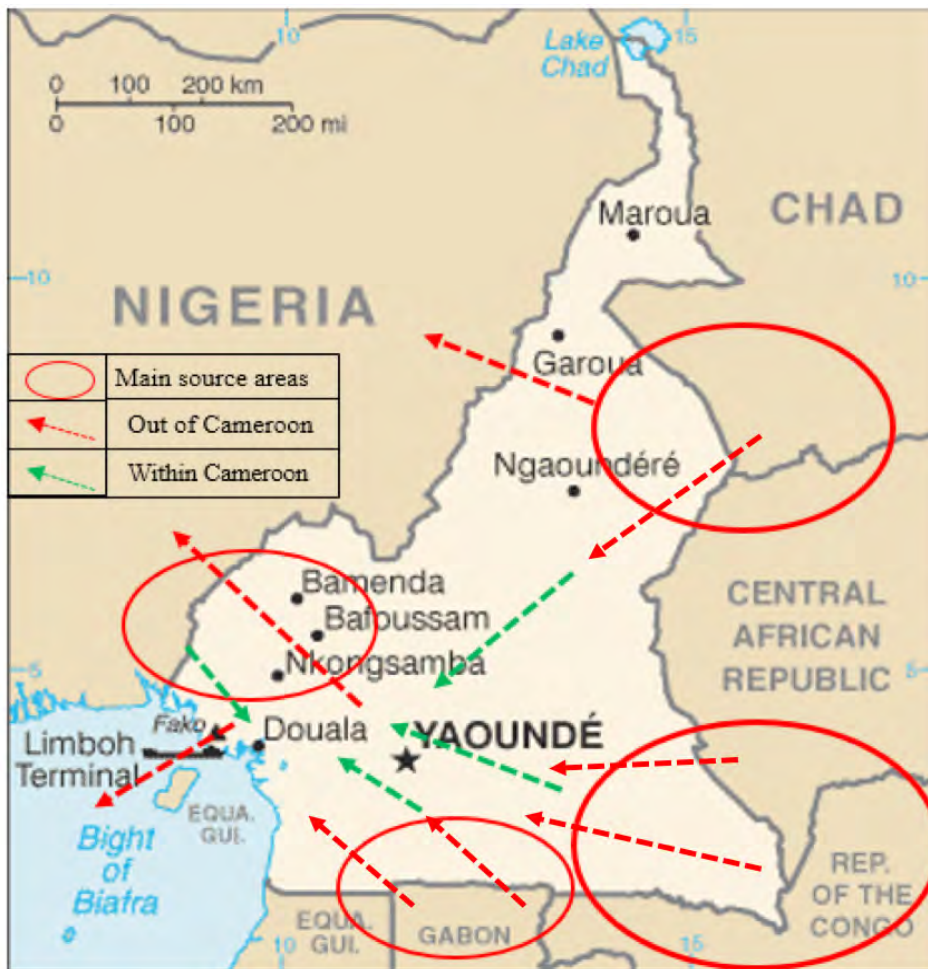 10
15
Lake
Chad
0 100 200 km
0 100 200 mi
Maroua
CHAD
10
10
NIGERIA
Garoua
Main source areas
Out of Cameroon
Within Cameroon
Ngaoundéré
Bamenda
Bafoussam
Nkongsamba
CENTRAL
AFRICAN
REPUBLIC
5
5
Fako
Douala
YAOUNDÉ
Limboh
Terminal
EQUA.
GUI.
Bight
of
Biafra
REP.
OF THE
CONGO
EQUA.
GUI.
GABON
10
15